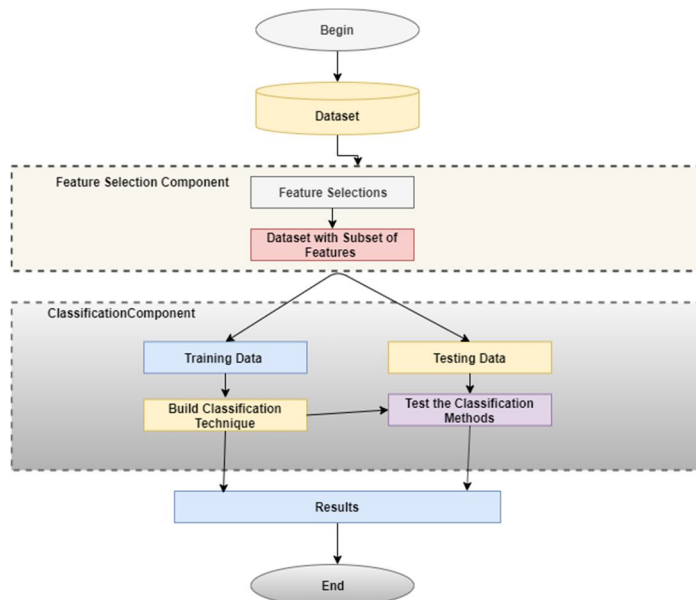 Begin
Dataset
Feature Selection Component
Feature Selections
Dataset with Subset of
Features
ClassificationComponent
Training Data
Testing Data
Build Classification
Technique
Test the Classification
Methods
Results
End